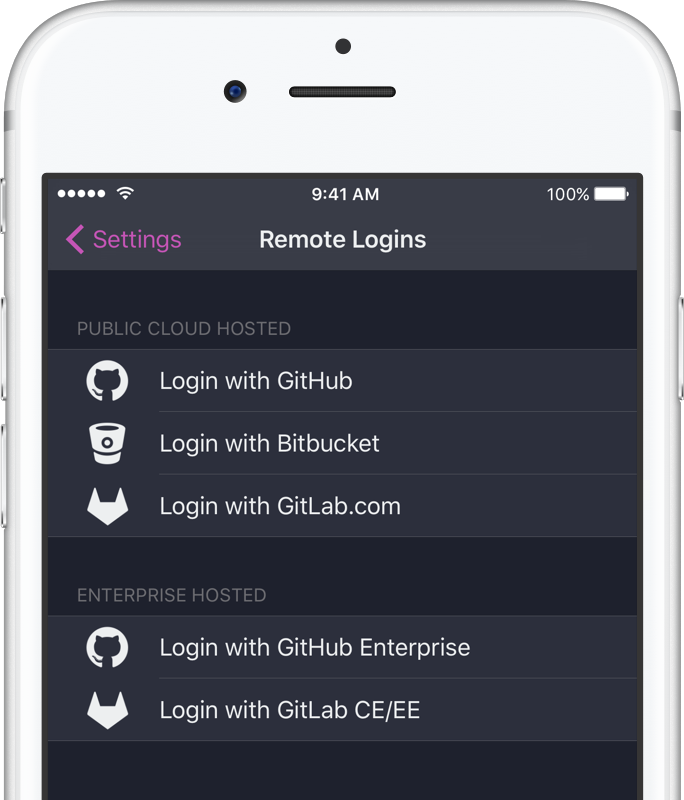 9:41 AM
100%
Settings
Remote Logins
PUBLIC CLOUD HOSTED
Login with GitHub
Login with Bitbucket
Login with GitLab.com
ENTERPRISE HOSTED
Login with GitHub Enterprise
Login with GitLab CE/EE